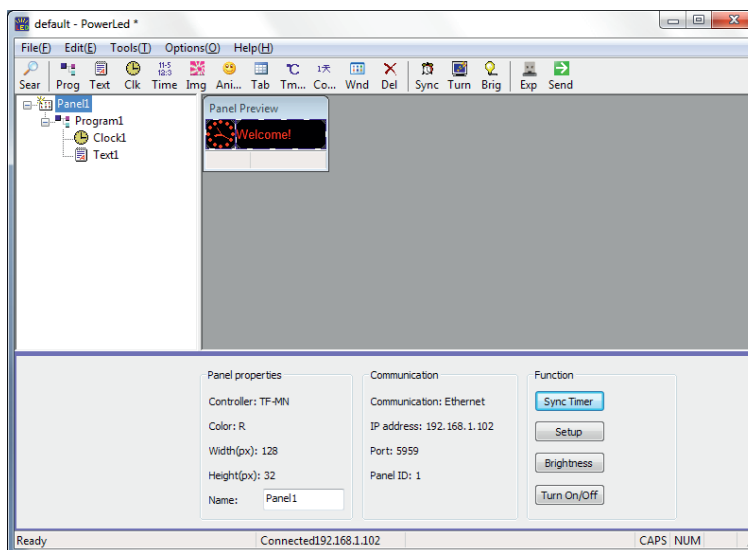 default - PowerLed *
File(F) Edit(E) Tools(T) Options(O) Help(H)
11-5
12:3
℃
1天
Sear Prog Text Clk Time Img Ani... Tab Tm... Co... Wnd Del Sync Turn Brig Exp Send
Panel1
Program1
Clock1
Text1
Panel Preview
Welcome!
Panel properties
Controller: TF-MN
Color: R
Width(px): 128
Height(px): 32
Name: Panel1
Communication
Communication: Ethernet
IP address: 192.168.1.102
Port: 5959
Panel ID: 1
Function
Sync Timer
Setup
Brightness
Turn On/Off
Ready Connected192.168.1.102 CAPS NUM